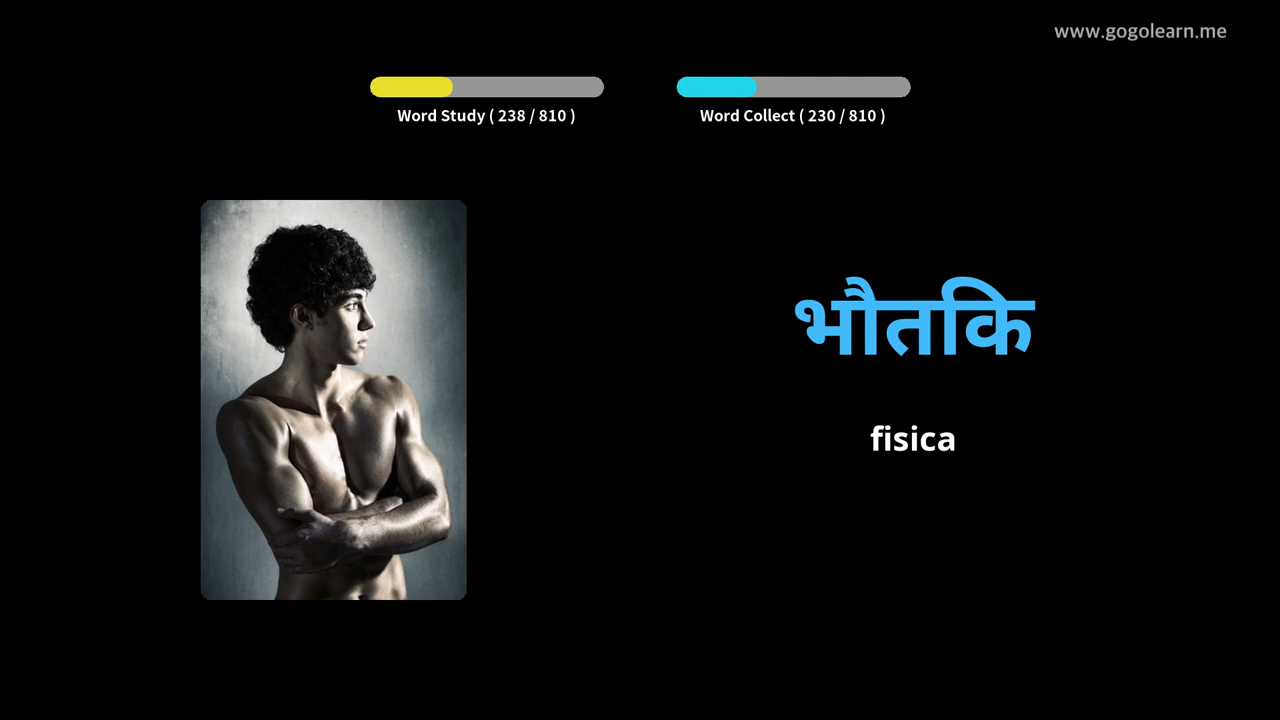 www.gogolearn.me
Word Study ( 238 / 810 )
Word Collect ( 230 / 810 )
भौतकि
fisica